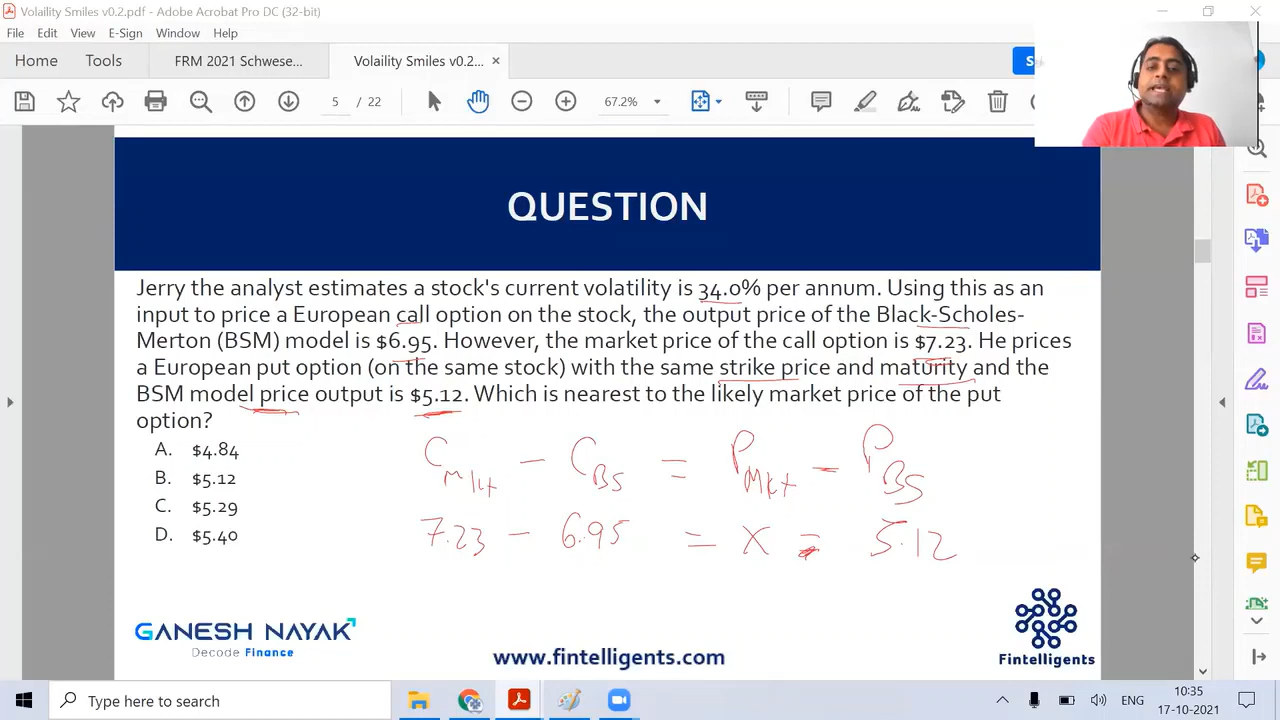 Volaility Smiles v0.2.pdf - Adobe Acrobat Pro DC (32-bit)
File Edit View E-Sign Window Help
Home Tools FRM 2021 Schwese... Volaility Smiles v0.2... ×
5 / 22 67.2%
QUESTION
Jerry the analyst estimates a stock's current volatility is 34.0% per annum. Using this as an
input to price a European call option on the stock, the output price of the Black-Scholes-
Merton (BSM) model is $6.95. However, the market price of the call option is $7.23. He prices
a European put option (on the same stock) with the same strike price and maturity and the
BSM model price output is $5.12. Which is nearest to the likely market price of the put
option?
A. $4.84
B. $5.12
C. $5.29
D. $5.40
C Mkt - C BS = P Mkt - P BS
7.23 - 6.95 = X - 5.12
GANESH NAYAK
Decode Finance
www.fintelligents.com
Fintelligents
Type here to search
ENG
10:35
17-10-2021